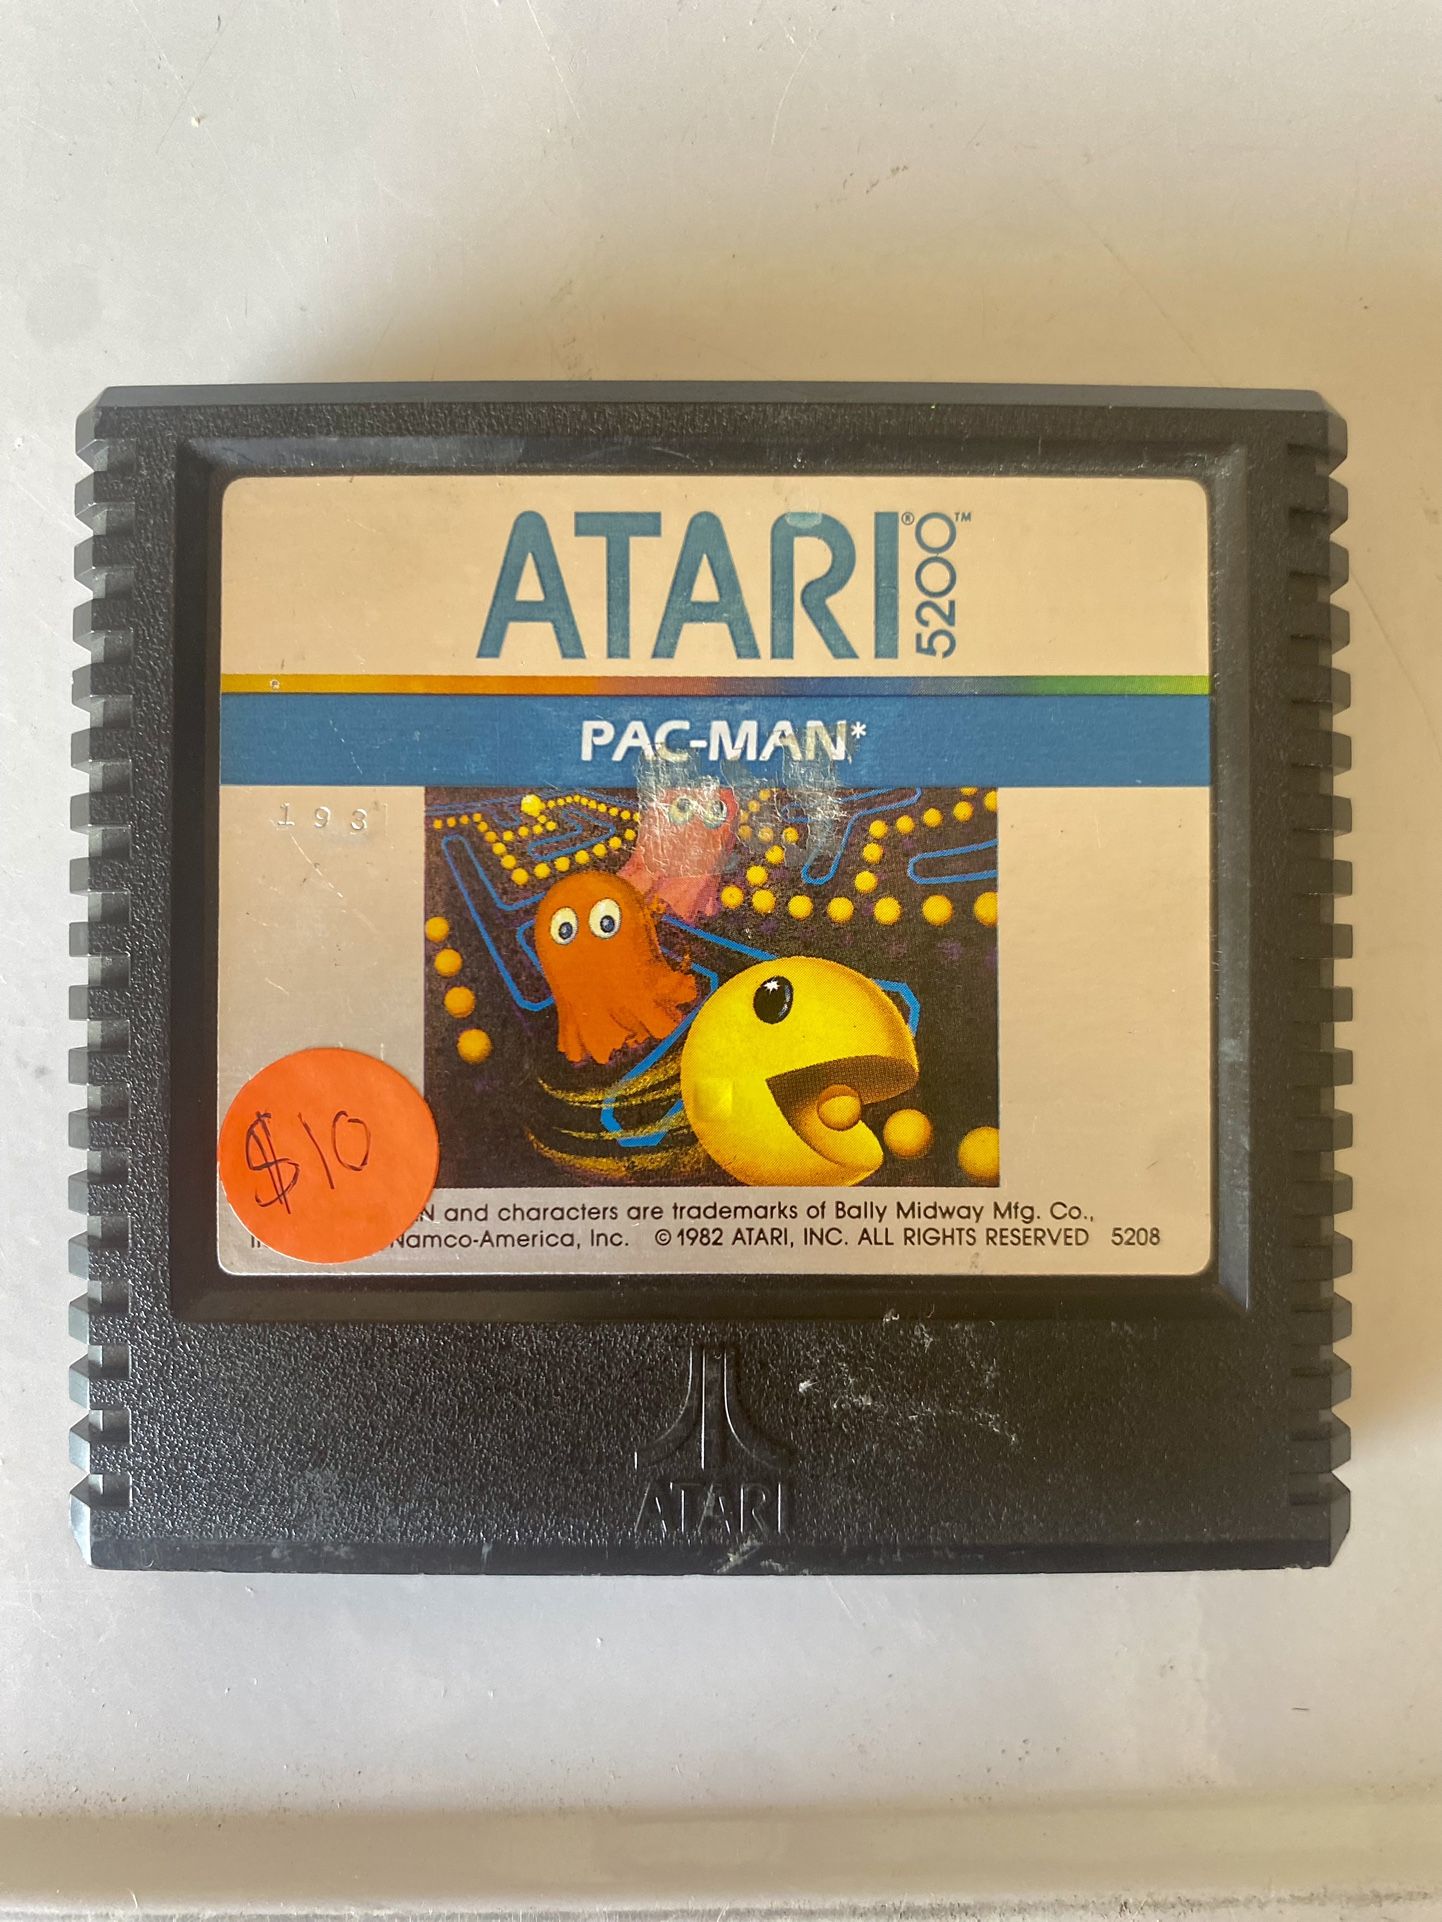 ATARI® 5200™
PAC-MAN*
193
$10
N and characters are trademarks of Bally Midway Mfg. Co.,
Namco-America, Inc. © 1982 ATARI, INC. ALL RIGHTS RESERVED 5208
ATARI